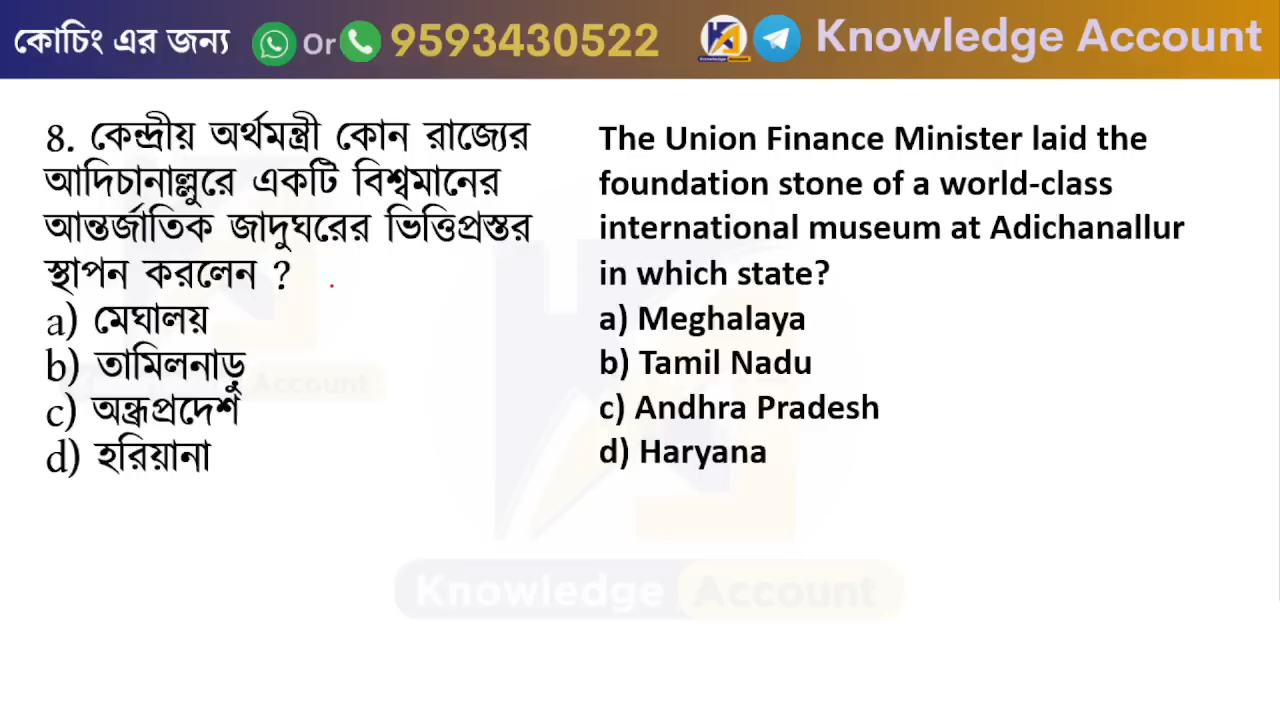 কোচিং এর জন্য Or 9593430522 Knowledge Account
8. কেন্দ্রীয় অর্থমন্ত্রী কোন রাজ্যের
আদিচানাল্লুরে একটি বিশ্বমানের
আন্তর্জাতিক জাদুঘরের ভিত্তিপ্রস্তর
স্থাপন করলেন ?
a) মেঘালয়
b) তামিলনাড়ু
c) অন্ধ্রপ্রদেশ
d) হরিয়ানা
The Union Finance Minister laid the
foundation stone of a world-class
international museum at Adichanallur
in which state?
a) Meghalaya
b) Tamil Nadu
c) Andhra Pradesh
d) Haryana
Account
Knowledge Account